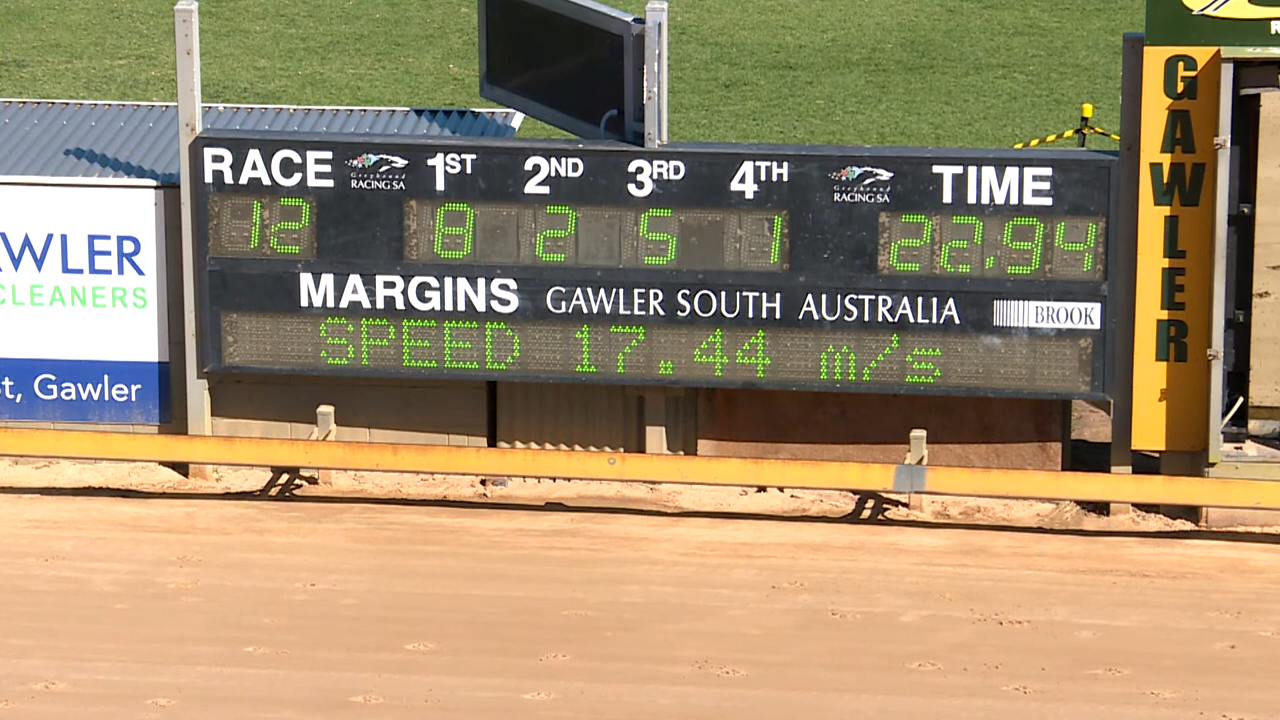 RACE Greyhound RACING SA 1ST 2ND 3RD 4TH Greyhound RACING SA TIME
12 8 2 5 1 22.94
MARGINS GAWLER SOUTH AUSTRALIA BROOK
SPEED 17.44 m/s
AWLER
CLEANERS
st, Gawler
GAWLER